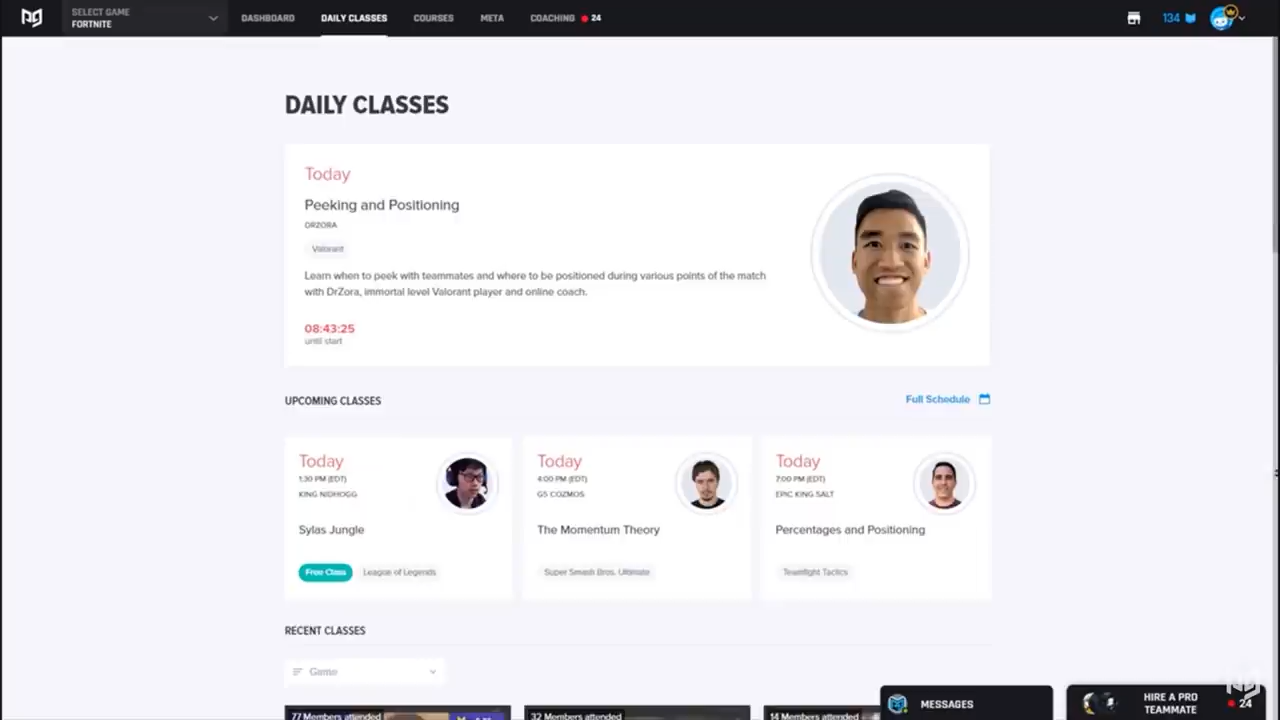 SELECT GAME
FORTNITE
DASHBOARD
DAILY CLASSES
COURSES
META
COACHING 24
134
DAILY CLASSES
Today
Peeking and Positioning
DRZORA
Valorant
Learn when to peek with teammates and where to be positioned during various points of the match
with DrZora, immortal level Valorant player and online coach.
08:43:25
until start
UPCOMING CLASSES
Full Schedule
Today
1:30 PM (EDT)
KING NIDHOGG
Sylas Jungle
Free Class
League of Legends
Today
4:00 PM (EDT)
G5 COZMOS
The Momentum Theory
Super Smash Bros. Ultimate
Today
7:00 PM (EDT)
EPIC KING SALT
Percentages and Positioning
Teamfight Tactics
RECENT CLASSES
Game
77 Members attended
32 Members attended
14 Members attended
MESSAGES
HIRE A PRO
TEAMMATE
24